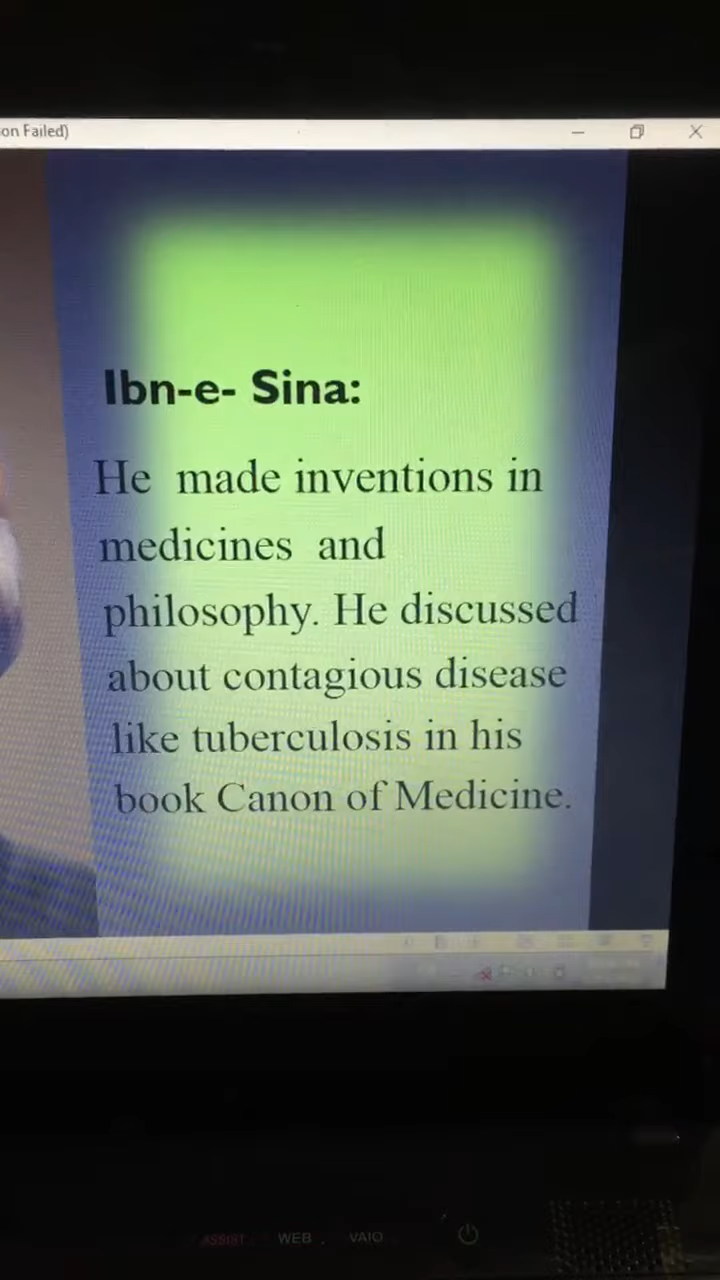 on Failed)
Ibn-e- Sina:
He made inventions in
medicines and
philosophy. He discussed
about contagious disease
like tuberculosis in his
book Canon of Medicine.
ASSIST WEB VAIO